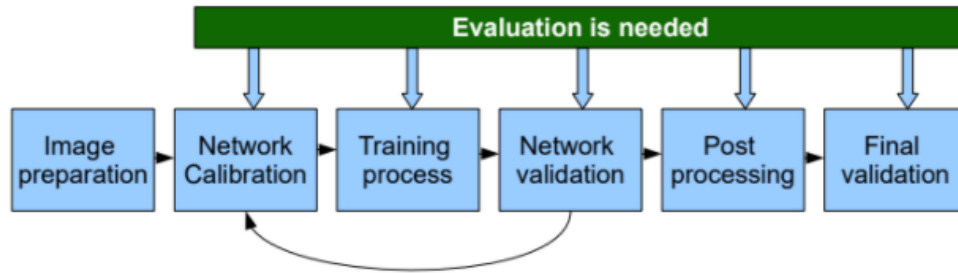 Evaluation is needed
Image
preparation
Network
Calibration
Training
process
Network
validation
Post
processing
Final
validation